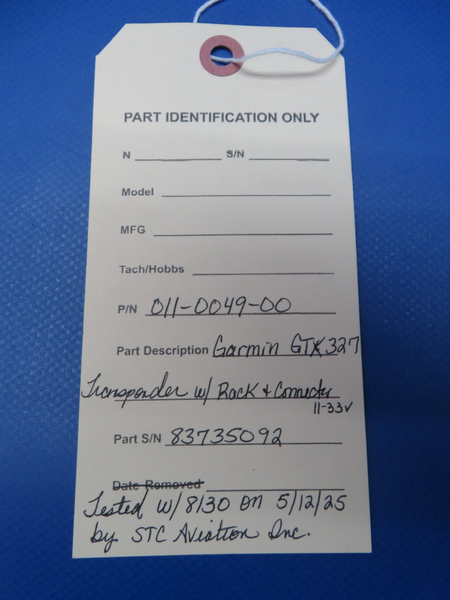 PART IDENTIFICATION ONLY
N S/N
Model
MFG
Tach/Hobbs
P/N 011-0049-00
Part Description Garmin GTX327
Transponder w/ Rack + Connector
11-33V
Part S/N 83735092
Date Removed
Tested w/ 8130 on 5/12/25
by STC Aviation Inc.